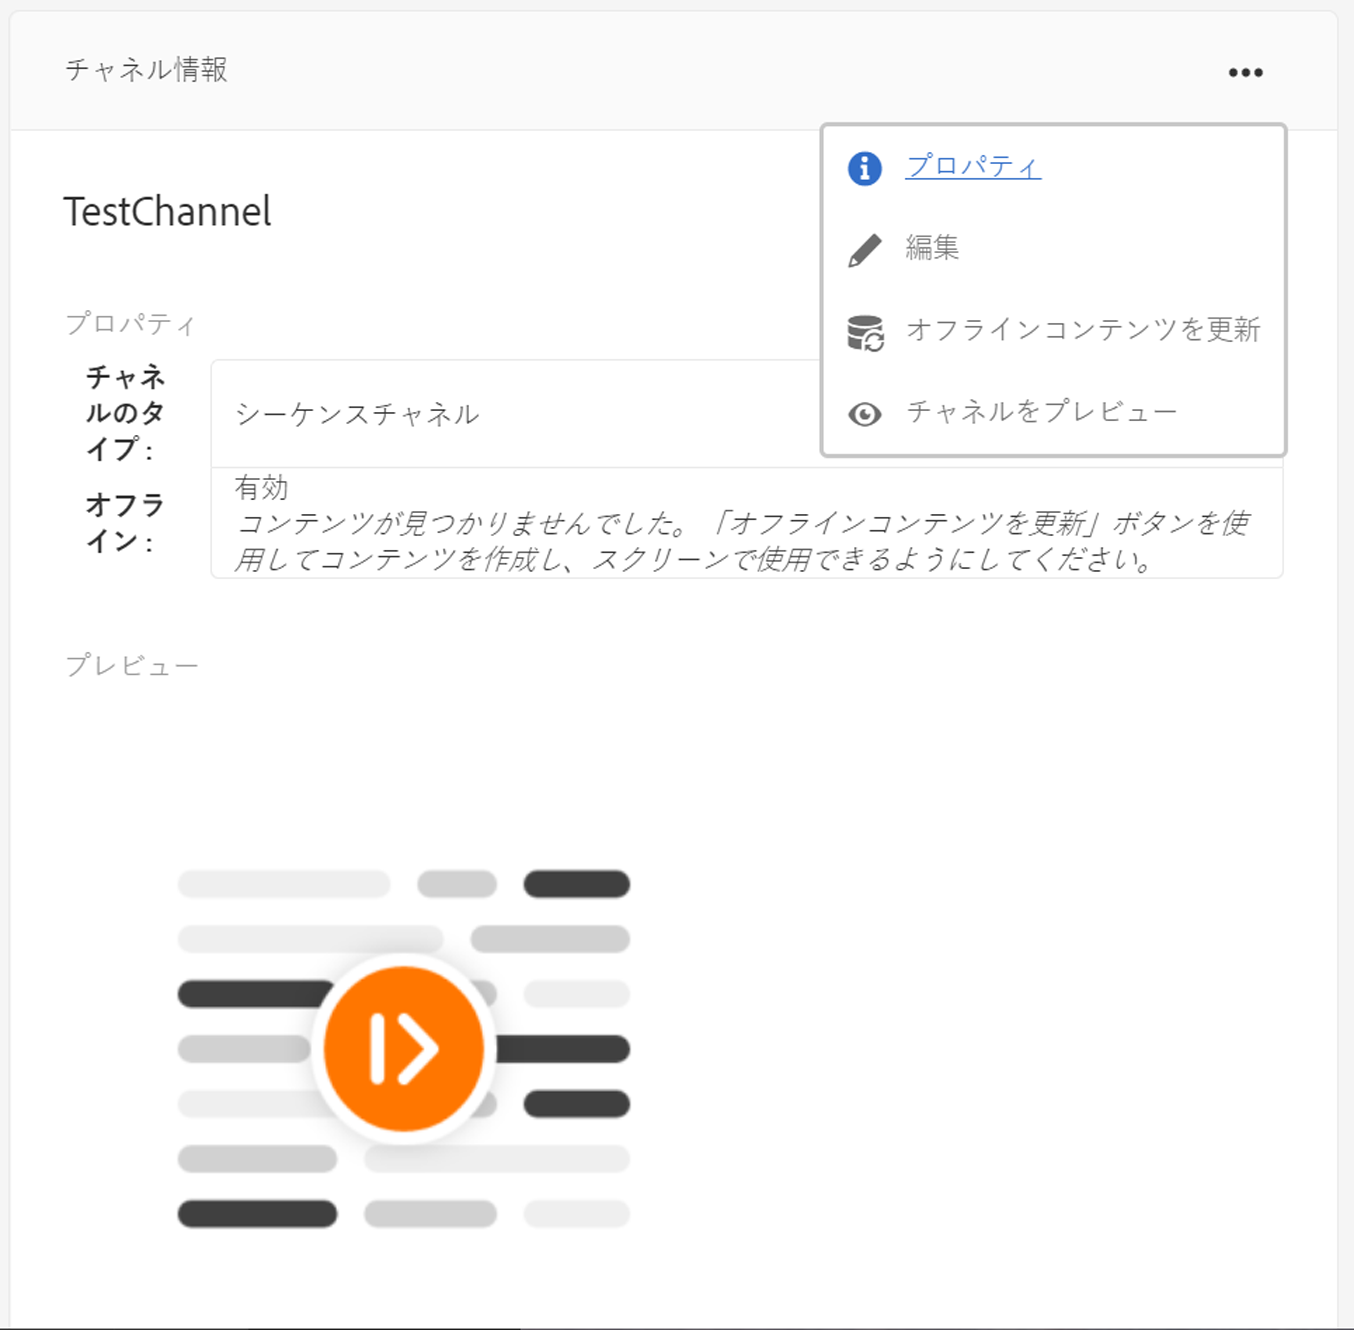 チャネル情報
プロパティ
編集
オフラインコンテンツを更新
チャネルをプレビュー
TestChannel
プロパティ
チャネ
ルのタ
イプ :
シーケンスチャネル
オフラ
イン :
有効
コンテンツが見つかりませんでした。「オフラインコンテンツを更新」ボタンを使
用してコンテンツを作成し、スクリーンで使用できるようにしてください。
プレビュー